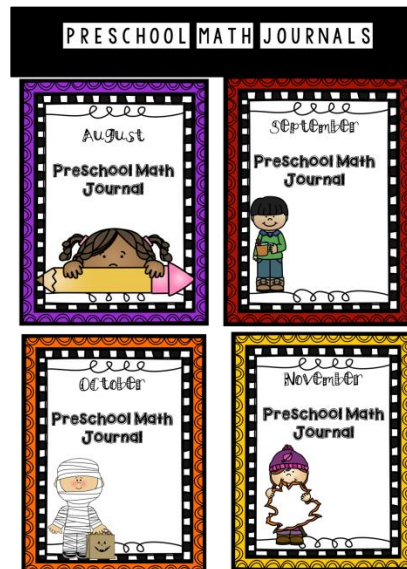 PRESCHOOL MATH JOURNALS
August
Preschool Math
Journal
September
Preschool Math
Journal
October
Preschool Math
Journal
November
Preschool Math
Journal